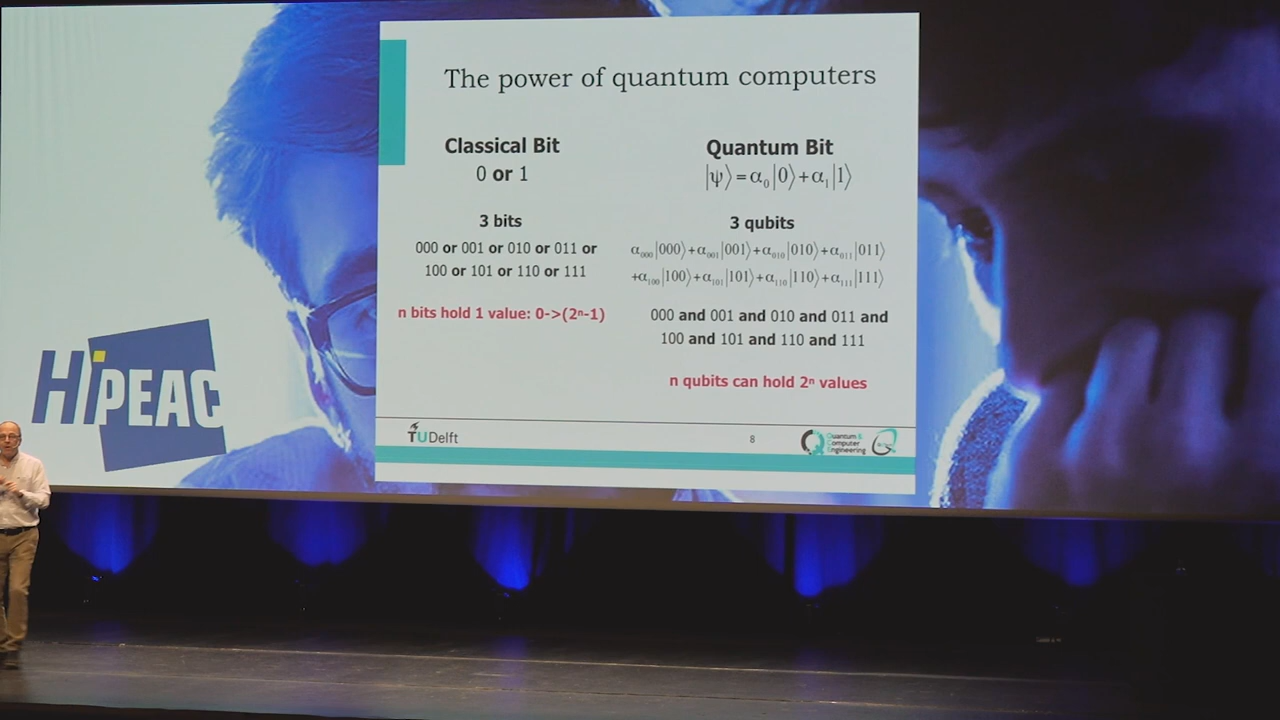 The power of quantum computers
Classical Bit
0 or 1
3 bits
000 or 001 or 010 or 011 or
100 or 101 or 110 or 111
n bits hold 1 value: 0->(2ⁿ-1)
Quantum Bit
|ψ⟩=α₀|0⟩+α₁|1⟩
3 qubits
α₀₀₀|000⟩+α₀₀₁|001⟩+α₀₁₀|010⟩+α₀₁₁|011⟩
+α₁₀₀|100⟩+α₁₀₁|101⟩+α₁₁₀|110⟩+α₁₁₁|111⟩
000 and 001 and 010 and 011 and
100 and 101 and 110 and 111
n qubits can hold 2ⁿ values
HiPEAC
TUDelft
8
Quantum &
Computer
Engineering